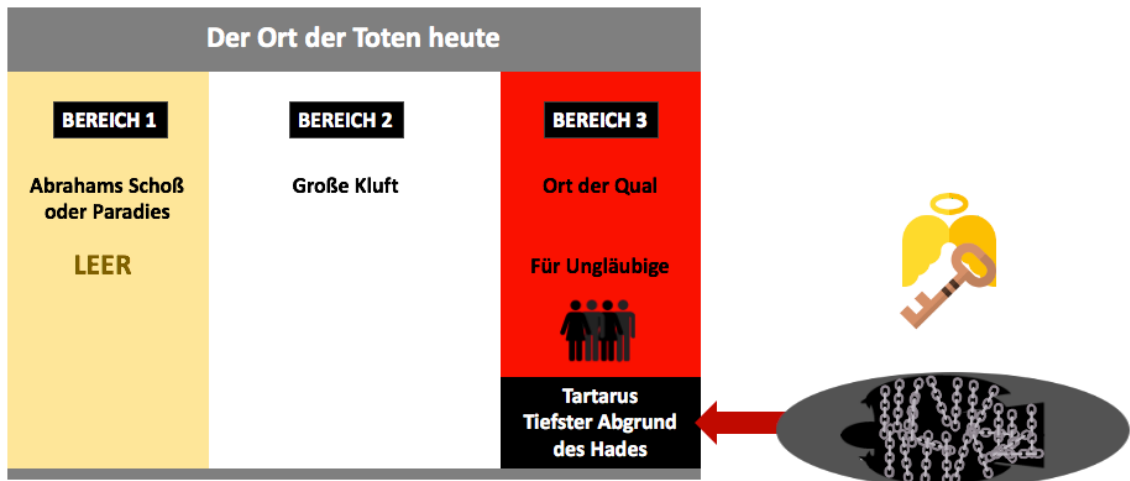 Der Ort der Toten heute
BEREICH 1
Abrahams Schoß
oder Paradies
LEER
BEREICH 2
Große Kluft
BEREICH 3
Ort der Qual
Für Ungläubige
Tartarus
Tiefster Abgrund
des Hades